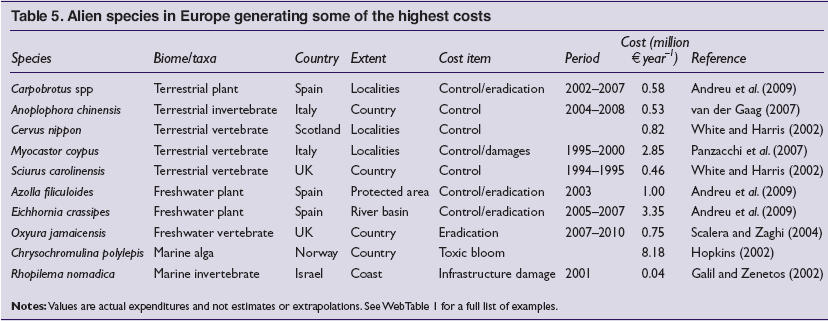 Table 5. Alien species in Europe generating some of the highest costs
Cost (million
Species Biome/taxa Country Extent Cost item Period € year⁻¹) Reference
Carpobrotus spp Terrestrial plant Spain Localities Control/eradication 2002–2007 0.58 Andreu et al. (2009)
Anoplophora chinensis Terrestrial invertebrate Italy Country Control 2004–2008 0.53 van der Gaag (2007)
Cervus nippon Terrestrial vertebrate Scotland Localities Control 0.82 White and Harris (2002)
Myocastor coypus Terrestrial vertebrate Italy Localities Control/damages 1995–2000 2.85 Panzacchi et al. (2007)
Sciurus carolinensis Terrestrial vertebrate UK Country Control 1994–1995 0.46 White and Harris (2002)
Azolla filiculoides Freshwater plant Spain Protected area Control/eradication 2003 1.00 Andreu et al. (2009)
Eichhornia crassipes Freshwater plant Spain River basin Control/eradication 2005–2007 3.35 Andreu et al. (2009)
Oxyura jamaicensis Freshwater vertebrate UK Country Eradication 2007–2010 0.75 Scalera and Zaghi (2004)
Chrysochromulina polylepis Marine alga Norway Country Toxic bloom 8.18 Hopkins (2002)
Rhopilema nomadica Marine invertebrate Israel Coast Infrastructure damage 2001 0.04 Galil and Zenetos (2002)
Notes: Values are actual expenditures and not estimates or extrapolations. See WebTable 1 for a full list of examples.